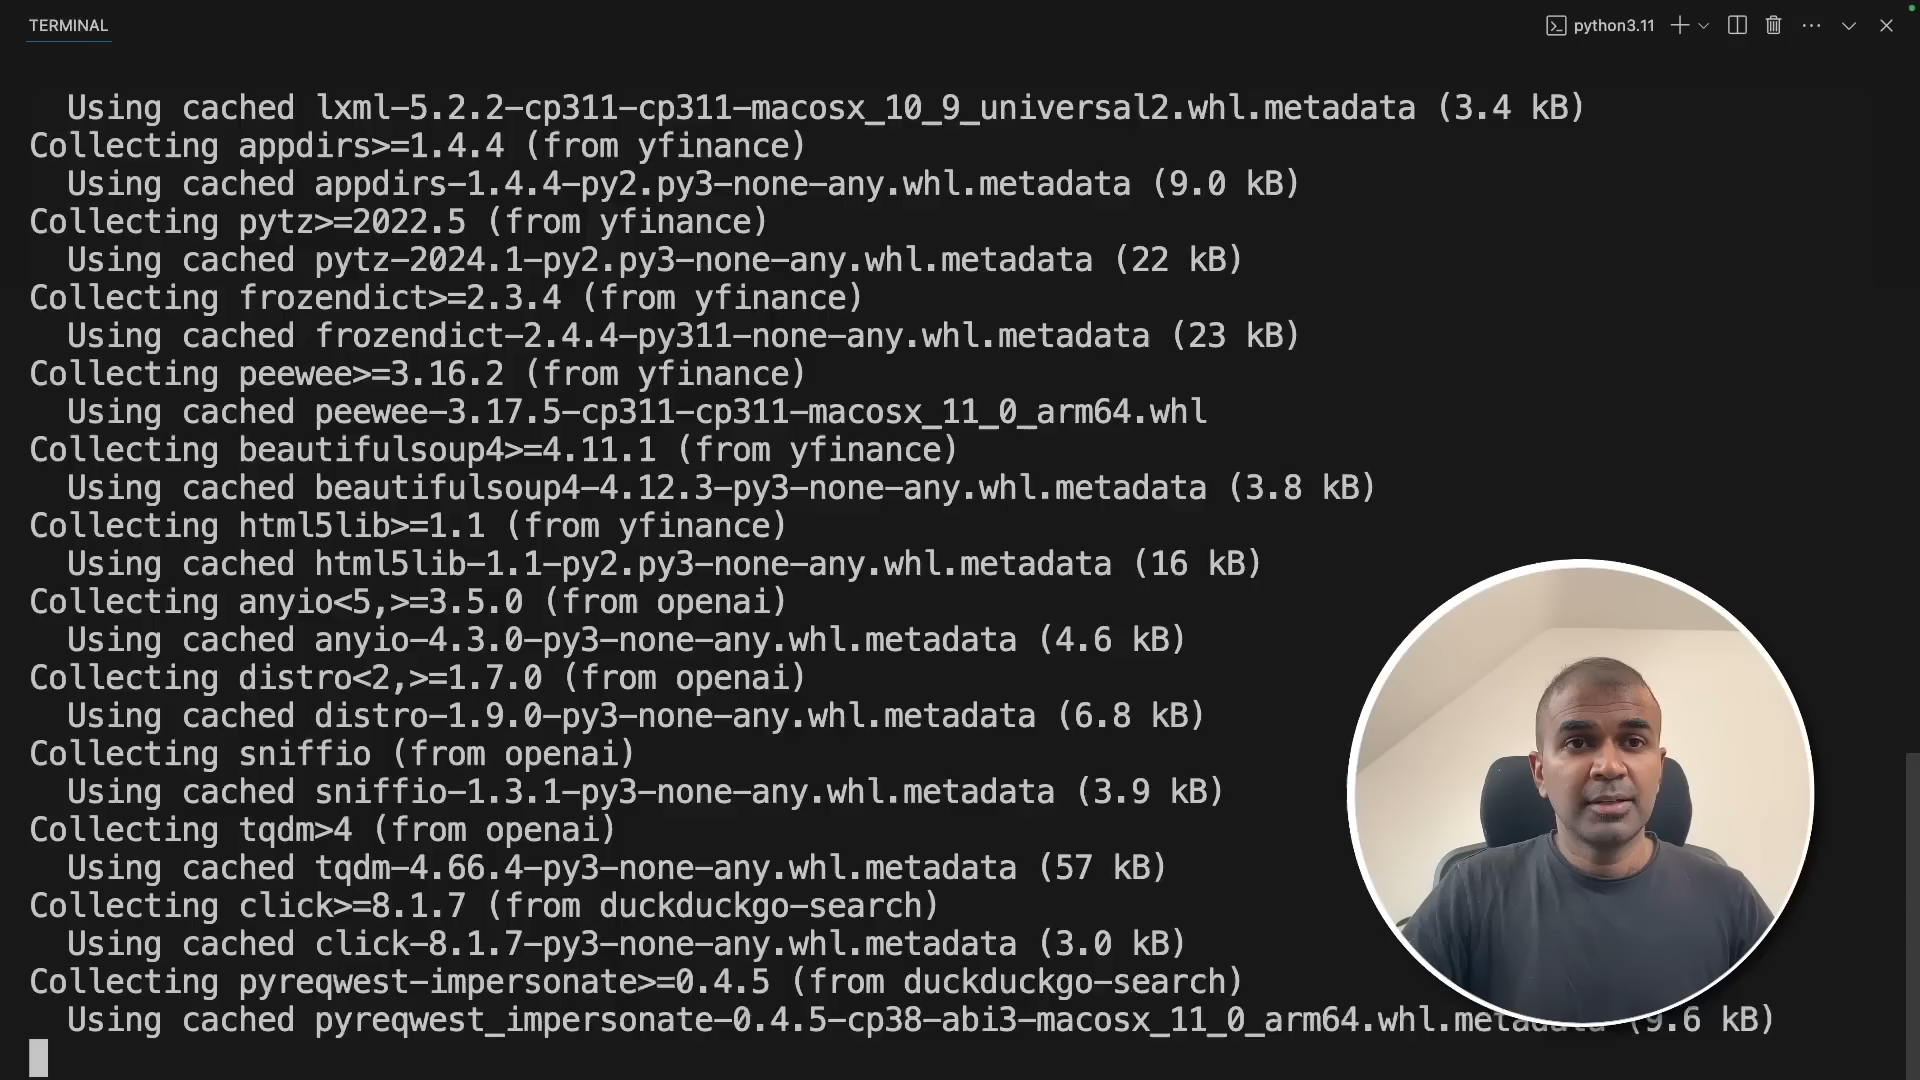 TERMINAL
python3.11
Using cached lxml-5.2.2-cp311-cp311-macosx_10_9_universal2.whl.metadata (3.4 kB)
Collecting appdirs>=1.4.4 (from yfinance)
Using cached appdirs-1.4.4-py2.py3-none-any.whl.metadata (9.0 kB)
Collecting pytz>=2022.5 (from yfinance)
Using cached pytz-2024.1-py2.py3-none-any.whl.metadata (22 kB)
Collecting frozendict>=2.3.4 (from yfinance)
Using cached frozendict-2.4.4-py311-none-any.whl.metadata (23 kB)
Collecting peewee>=3.16.2 (from yfinance)
Using cached peewee-3.17.5-cp311-cp311-macosx_11_0_arm64.whl
Collecting beautifulsoup4>=4.11.1 (from yfinance)
Using cached beautifulsoup4-4.12.3-py3-none-any.whl.metadata (3.8 kB)
Collecting html5lib>=1.1 (from yfinance)
Using cached html5lib-1.1-py2.py3-none-any.whl.metadata (16 kB)
Collecting anyio<5,>=3.5.0 (from openai)
Using cached anyio-4.3.0-py3-none-any.whl.metadata (4.6 kB)
Collecting distro<2,>=1.7.0 (from openai)
Using cached distro-1.9.0-py3-none-any.whl.metadata (6.8 kB)
Collecting sniffio (from openai)
Using cached sniffio-1.3.1-py3-none-any.whl.metadata (3.9 kB)
Collecting tqdm>4 (from openai)
Using cached tqdm-4.66.4-py3-none-any.whl.metadata (57 kB)
Collecting click>=8.1.7 (from duckduckgo-search)
Using cached click-8.1.7-py3-none-any.whl.metadata (3.0 kB)
Collecting pyreqwest-impersonate>=0.4.5 (from duckduckgo-search)
Using cached pyreqwest_impersonate-0.4.5-cp38-abi3-macosx_11_0_arm64.whl.metadata (9.6 kB)